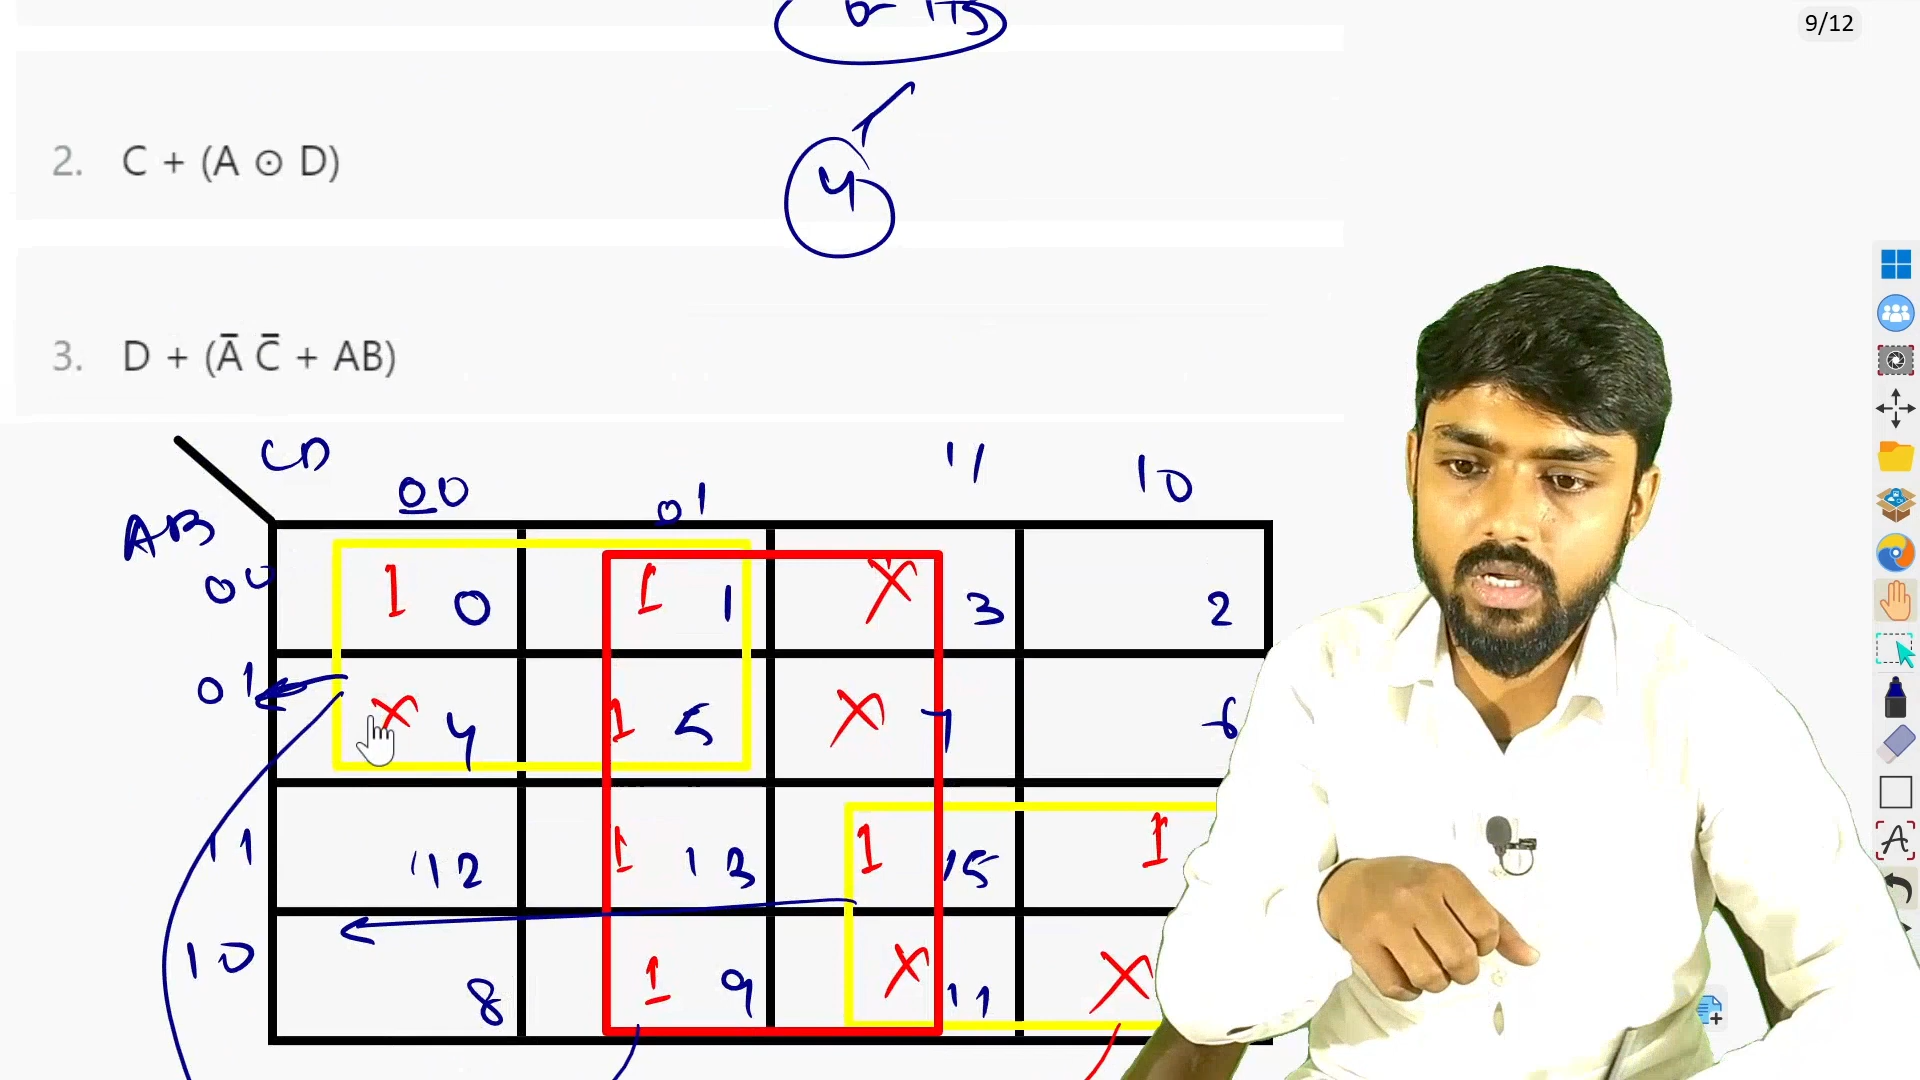 9/12
2. C + (A ⊙ D)
4
3. D + (Ā C̄ + AB)
CD
AB
00 01 11 10
00 1 0 1 1 X 3 2
01 X 4 1 5 X 7 6
11 12 1 13 1 15 1
10 8 1 9 X 11 X